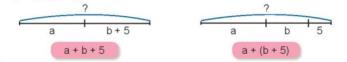 ? ?
a b + 5 a b 5
a + b + 5 a + (b + 5)